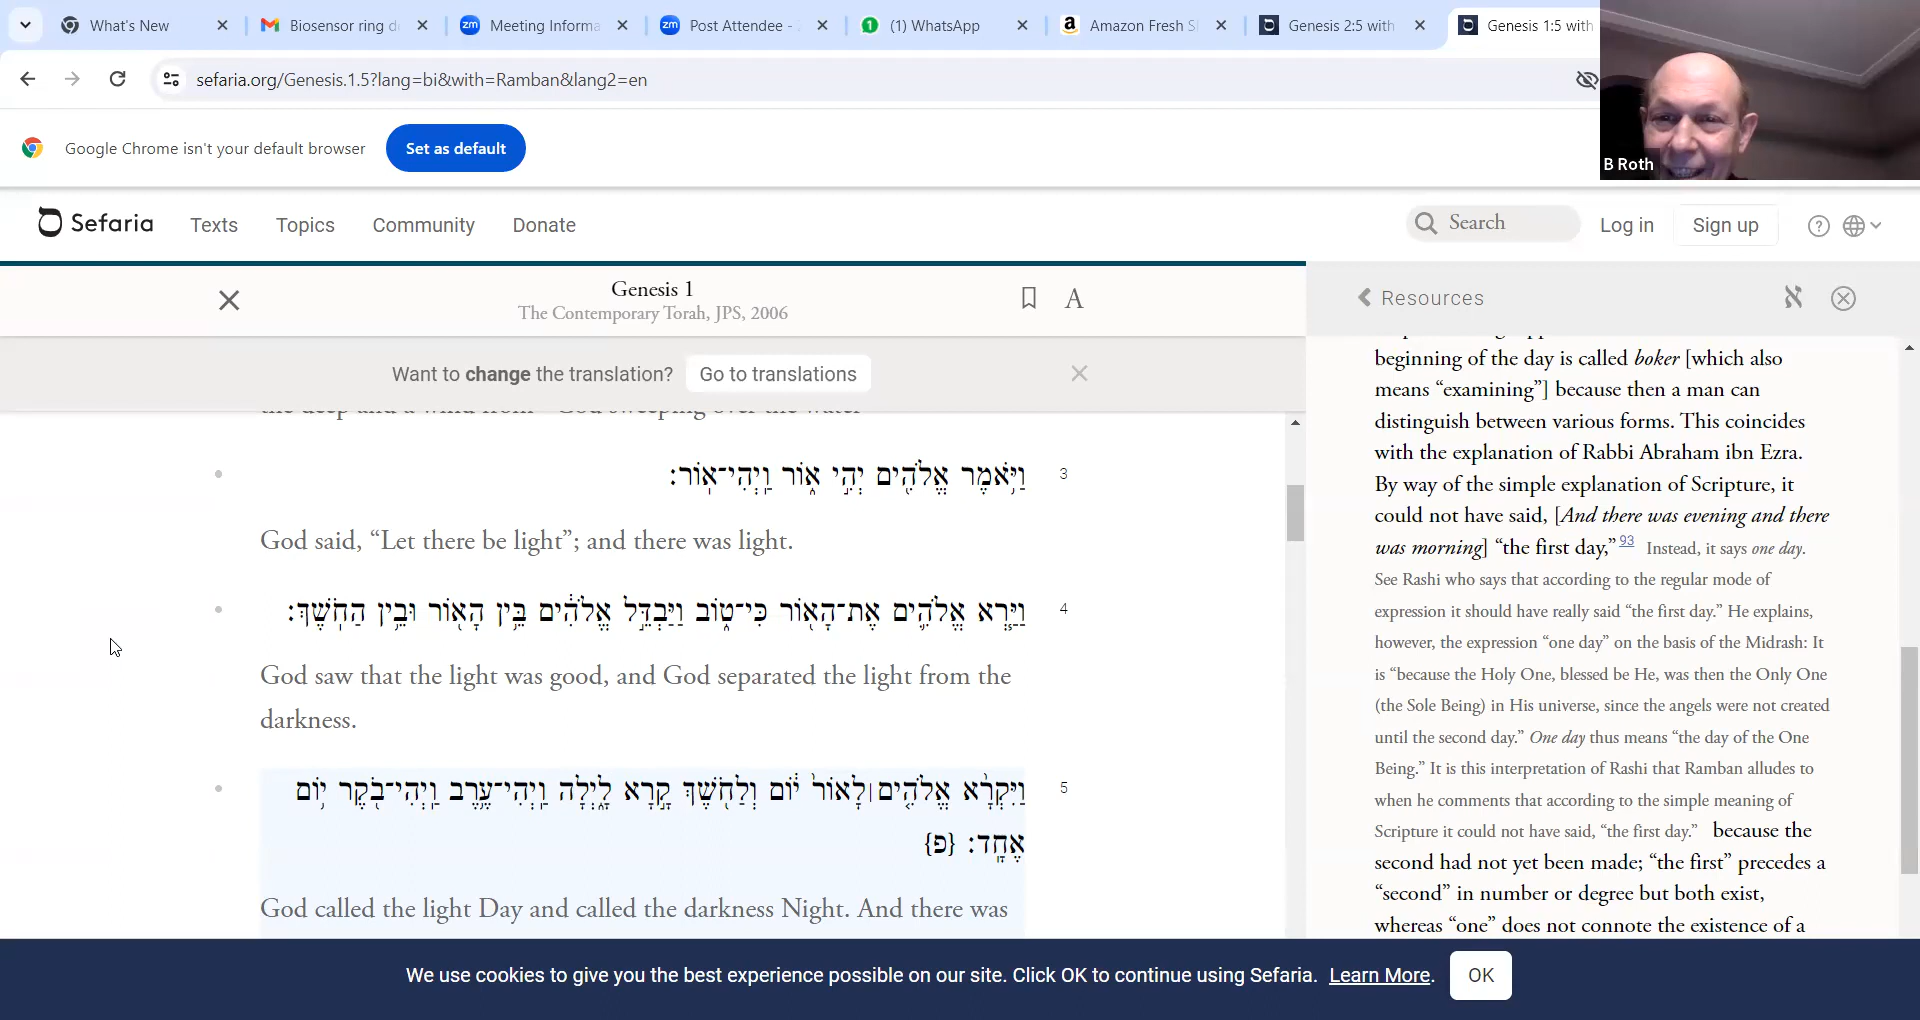 What's New
Biosensor ring d
Meeting Informa
Post Attendee -
(1) WhatsApp
Amazon Fresh S
Genesis 2:5 with
Genesis 1:5 with
sefaria.org/Genesis.1.5?lang=bi&with=Ramban&lang2=en
Google Chrome isn't your default browser
Set as default
B Roth
Sefaria
Texts
Topics
Community
Donate
Search
Log in
Sign up
Genesis 1
The Contemporary Torah, JPS, 2006
A
Resources
Want to change the translation?
Go to translations
וַיֹּאמֶר אֱלֹהִים יְהִי אוֹר וַיְהִי־אוֹר׃
3
God said, “Let there be light”; and there was light.
וַיַּרְא אֱלֹהִים אֶת־הָאוֹר כִּי־טוֹב וַיַּבְדֵּל אֱלֹהִים בֵּין הָאוֹר וּבֵין הַחֹשֶׁךְ׃
4
God saw that the light was good, and God separated the light from the
darkness.
וַיִּקְרָא אֱלֹהִים׀לָאוֹר יוֹם וְלַחֹשֶׁךְ קָרָא לָיְלָה וַיְהִי־עֶרֶב וַיְהִי־בֹקֶר יוֹם
5
אֶחָד׃ {פ}
God called the light Day and called the darkness Night. And there was
beginning of the day is called boker [which also
means “examining”] because then a man can
distinguish between various forms. This coincides
with the explanation of Rabbi Abraham ibn Ezra.
By way of the simple explanation of Scripture, it
could not have said, [And there was evening and there
was morning] “the first day,” 93 Instead, it says one day.
See Rashi who says that according to the regular mode of
expression it should have really said “the first day.” He explains,
however, the expression “one day” on the basis of the Midrash: It
is “because the Holy One, blessed be He, was then the Only One
(the Sole Being) in His universe, since the angels were not created
until the second day.” One day thus means “the day of the One
Being.” It is this interpretation of Rashi that Ramban alludes to
when he comments that according to the simple meaning of
Scripture it could not have said, “the first day.” because the
second had not yet been made; “the first” precedes a
“second” in number or degree but both exist,
whereas “one” does not connote the existence of a
We use cookies to give you the best experience possible on our site. Click OK to continue using Sefaria. Learn More.
OK